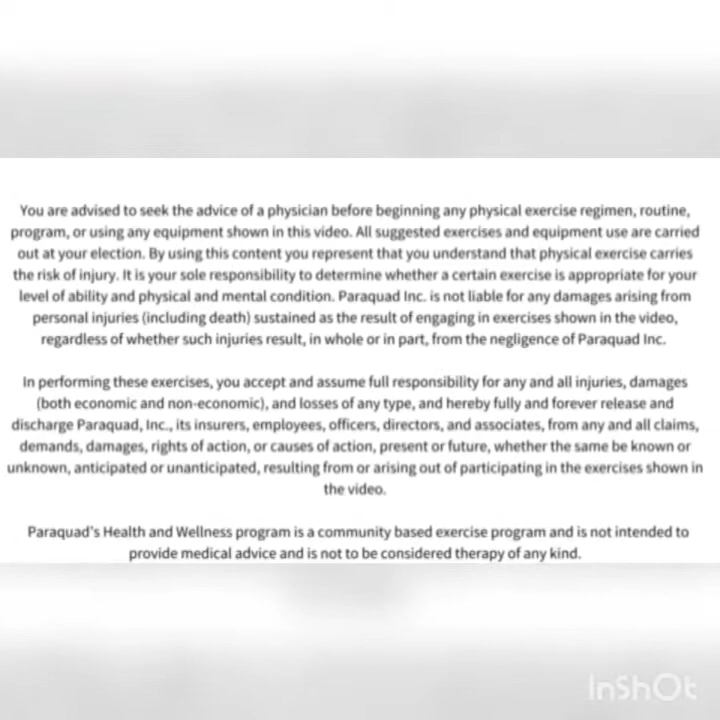 You are advised to seek the advice of a physician before beginning any physical exercise regimen, routine,
program, or using any equipment shown in this video. All suggested exercises and equipment use are carried
out at your election. By using this content you represent that you understand that physical exercise carries
the risk of injury. It is your sole responsibility to determine whether a certain exercise is appropriate for your
level of ability and physical and mental condition. Paraquad Inc. is not liable for any damages arising from
personal injuries (including death) sustained as the result of engaging in exercises shown in the video,
regardless of whether such injuries result, in whole or in part, from the negligence of Paraquad Inc.
In performing these exercises, you accept and assume full responsibility for any and all injuries, damages
(both economic and non-economic), and losses of any type, and hereby fully and forever release and
discharge Paraquad, Inc., its insurers, employees, officers, directors, and associates, from any and all claims,
demands, damages, rights of action, or causes of action, present or future, whether the same be known or
unknown, anticipated or unanticipated, resulting from or arising out of participating in the exercises shown in
the video.
Paraquad's Health and Wellness program is a community based exercise program and is not intended to
provide medical advice and is not to be considered therapy of any kind.
InShOt